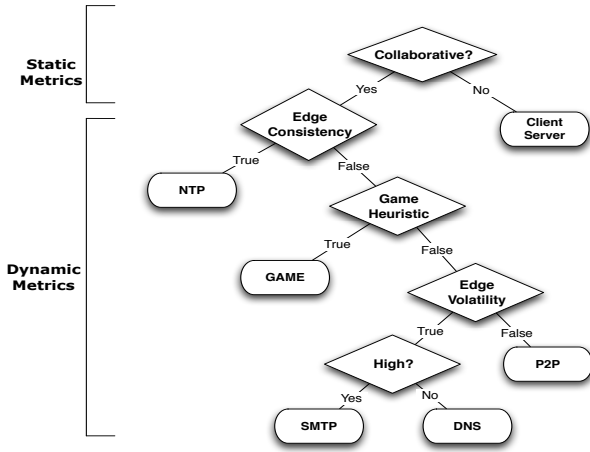 Static
Metrics
Collaborative?
Yes
No
Edge
Consistency
Client
Server
True
False
NTP
Game
Heuristic
True
False
Dynamic
Metrics
GAME
Edge
Volatility
True
False
High?
P2P
Yes
No
SMTP
DNS